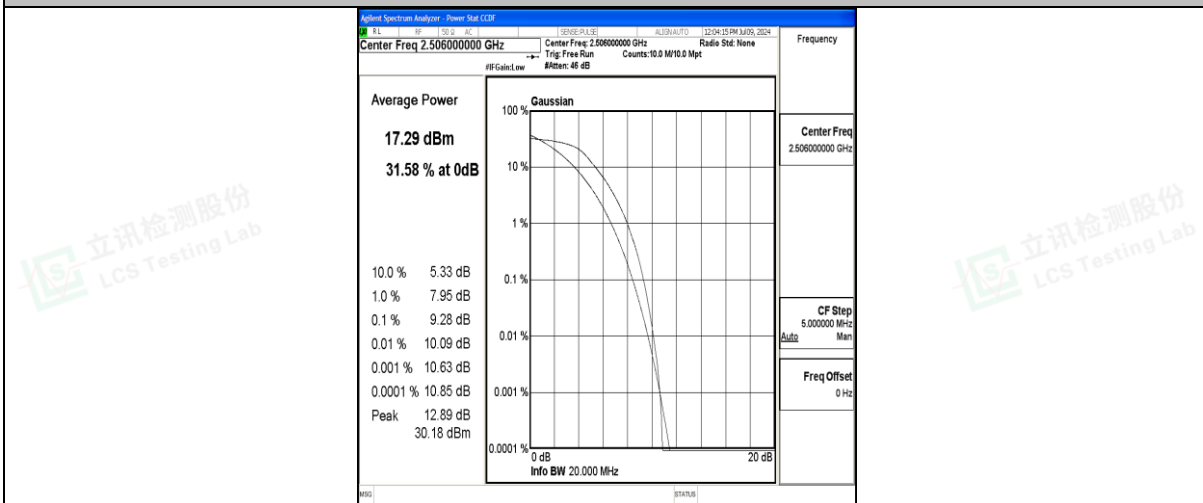 Agilent Spectrum Analyzer - Power Stat CCDF
RL RF 50 Ω AC SENSE:PULSE ALIGN AUTO 12:04:15 PM Jul 09, 2024
Center Freq 2.506000000 GHz
Center Freq: 2.506000000 GHz Radio Std: None
Trig: Free Run Counts:10.0 M/10.0 Mpt
#IFGain:Low #Atten: 46 dB
Frequency
Average Power
17.29 dBm
31.58 % at 0dB
10.0 % 5.33 dB
1.0 % 7.95 dB
0.1 % 9.28 dB
0.01 % 10.09 dB
0.001 % 10.63 dB
0.0001 % 10.85 dB
Peak 12.89 dB
30.18 dBm
Gaussian
100 %
10 %
1 %
0.1 %
0.01 %
0.001 %
0.0001 %
0 dB 20 dB
Info BW 20.000 MHz
Center Freq
2.506000000 GHz
CF Step
5.000000 MHz
Auto Man
Freq Offset
0 Hz
MSG STATUS
立讯检测股份
LCS Testing Lab
立讯检测股份
LCS Testing Lab